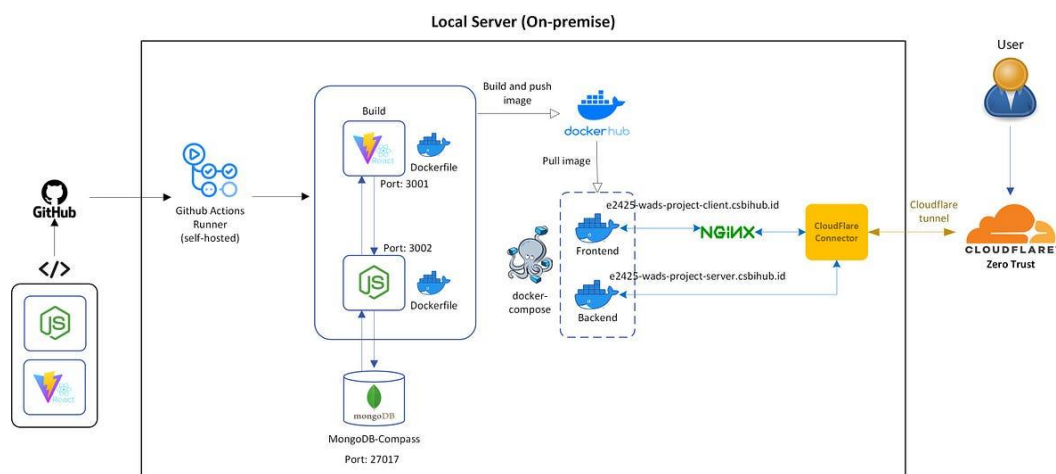 Local Server (On-premise)
User
Build and push
image
Build
dockerhub
React
Dockerfile
Pull image
Port: 3001
GitHub
Github Actions
Runner
(self-hosted)
e2425-wads-project-client.csbihub.id
Cloudflare
tunnel
CloudFlare
Connector
NGINX
Frontend
CLOUDFLARE
Zero Trust
Port: 3002
</>
JS
Dockerfile
docker-
compose
e2425-wads-project-server.csbihub.id
Backend
JS
React
mongoDB
MongoDB-Compass
Port: 27017